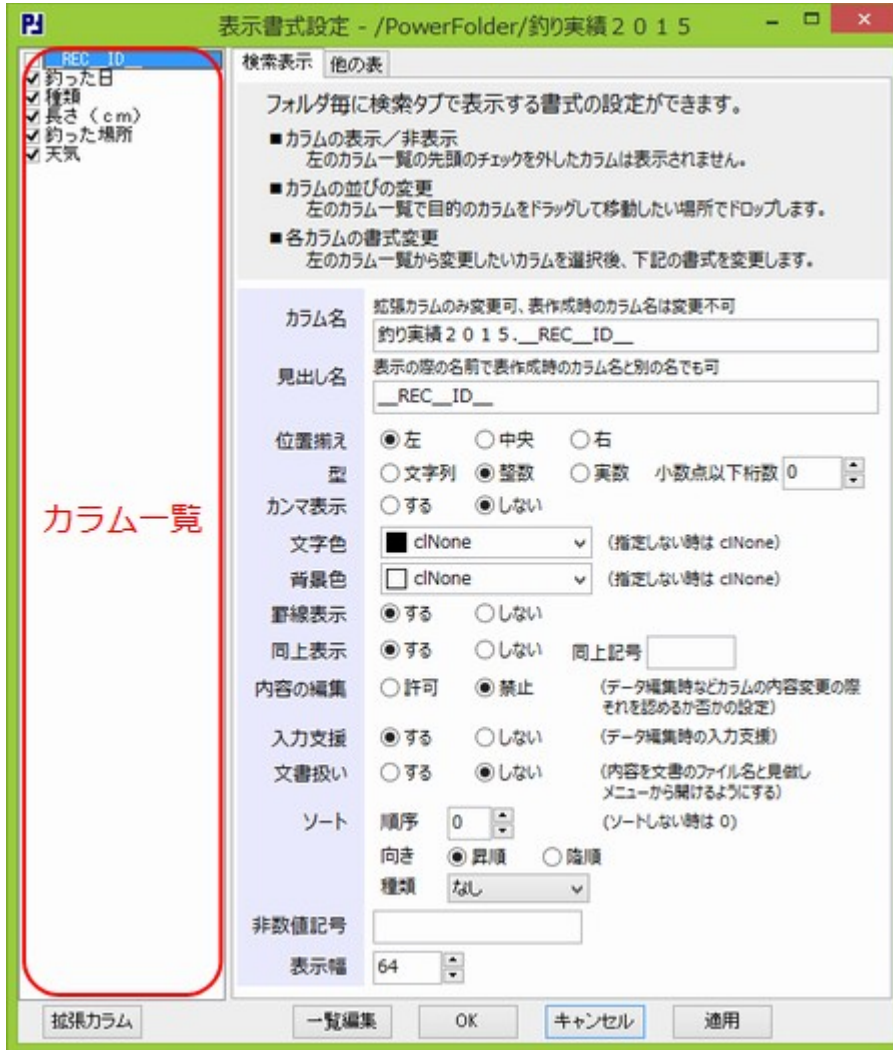 表示書式設定 - /PowerFolder/釣り実績２０１５
__REC__ID__
釣った日
種類
長さ（ｃｍ）
釣った場所
天気
カラム一覧
検索表示 他の表
フォルダ毎に検索タブで表示する書式の設定ができます。
■カラムの表示／非表示
左のカラム一覧の先頭のチェックを外したカラムは表示されません。
■カラムの並びの変更
左のカラム一覧で目的のカラムをドラッグして移動したい場所でドロップします。
■各カラムの書式変更
左のカラム一覧から変更したいカラムを選択後、下記の書式を変更します。
カラム名 拡張カラムのみ変更可、表作成時のカラム名は変更不可
釣り実績２０１５.__REC__ID__
見出し名 表示の際の名前で表作成時のカラム名と別の名でも可
__REC__ID__
位置揃え 左 中央 右
型 文字列 整数 実数 小数点以下桁数 0
カンマ表示 する しない
文字色 clNone (指定しない時は clNone)
背景色 clNone (指定しない時は clNone)
罫線表示 する しない
同上表示 する しない 同上記号
内容の編集 許可 禁止 (データ編集時などカラムの内容変更の際
それを認めるか否かの設定)
入力支援 する しない (データ編集時の入力支援)
文書扱い する しない (内容を文書のファイル名と見做し
メニューから開けるようにする)
ソート 順序 0 (ソートしない時は 0)
向き 昇順 降順
種類 なし
非数値記号
表示幅 64
拡張カラム 一覧編集 OK キャンセル 適用